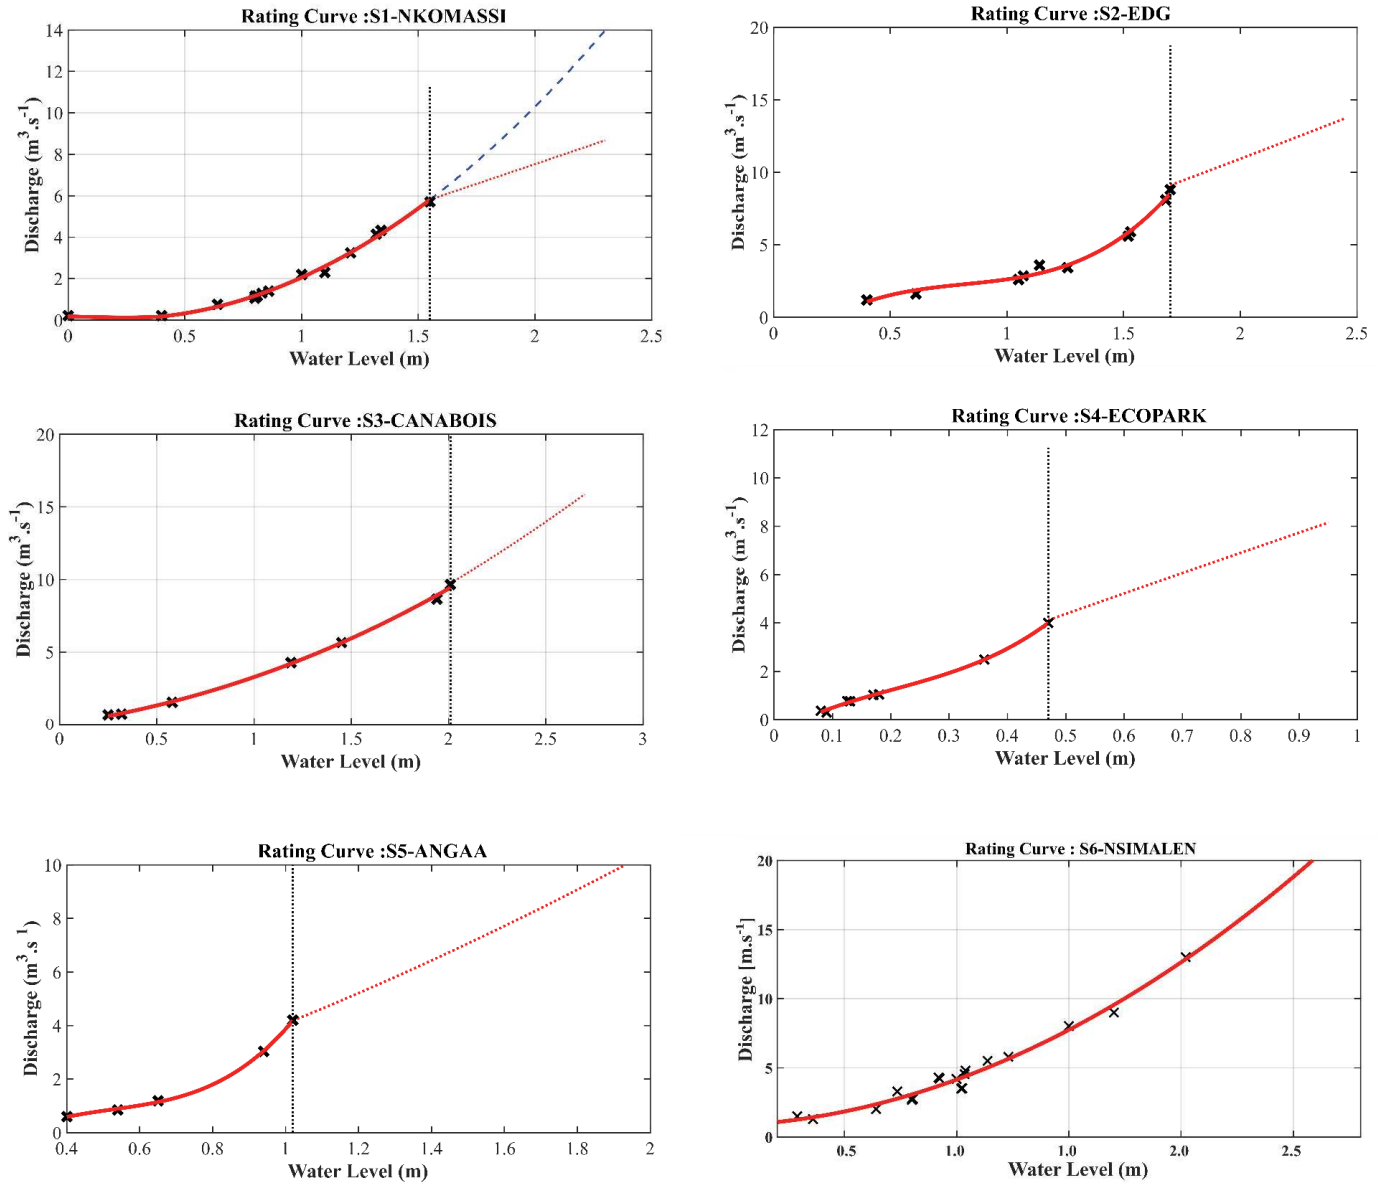 Rating Curve :S1-NKOMASSI
14
12
10
8
6
4
2
0
Discharge (m³.s⁻¹)
0 0.5 1 1.5 2 2.5
Water Level (m)
Rating Curve :S2-EDG
20
15
10
5
0
Discharge (m³.s⁻¹)
0 0.5 1 1.5 2 2.5
Water Level (m)
Rating Curve :S3-CANABOIS
20
15
10
5
0
Discharge (m³.s⁻¹)
0 0.5 1 1.5 2 2.5 3
Water Level (m)
Rating Curve :S4-ECOPARK
12
10
8
6
4
2
0
Discharge (m³.s⁻¹)
0 0.1 0.2 0.3 0.4 0.5 0.6 0.7 0.8 0.9 1
Water Level (m)
Rating Curve :S5-ANGAA
10
8
6
4
2
0
Discharge (m³.s¹)
0.4 0.6 0.8 1 1.2 1.4 1.6 1.8 2
Water Level (m)
Rating Curve : S6-NSIMALEN
20
15
10
5
0
Discharge [m.s⁻¹]
0.5 1.0 1.0 2.0 2.5
Water Level (m)